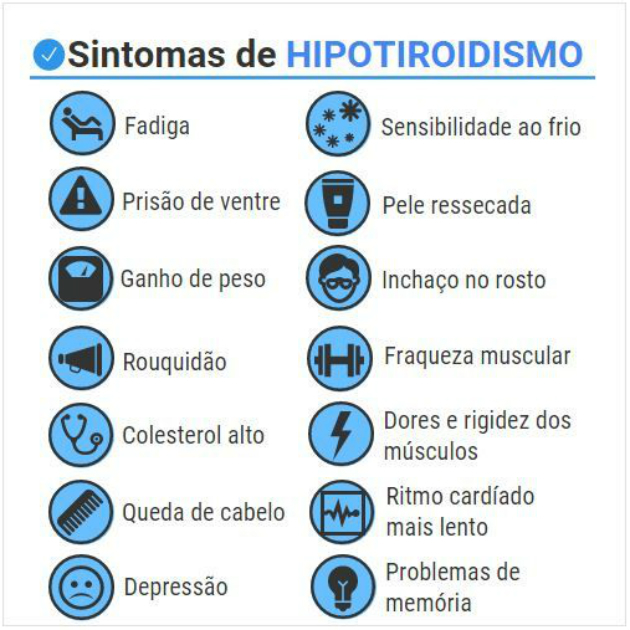 Sintomas de HIPOTIROIDISMO
Fadiga
Sensibilidade ao frio
Prisão de ventre
Pele ressecada
Ganho de peso
Inchaço no rosto
Rouquidão
Fraqueza muscular
Colesterol alto
Dores e rigidez dos
músculos
Queda de cabelo
Ritmo cardíado
mais lento
Depressão
Problemas de
memória